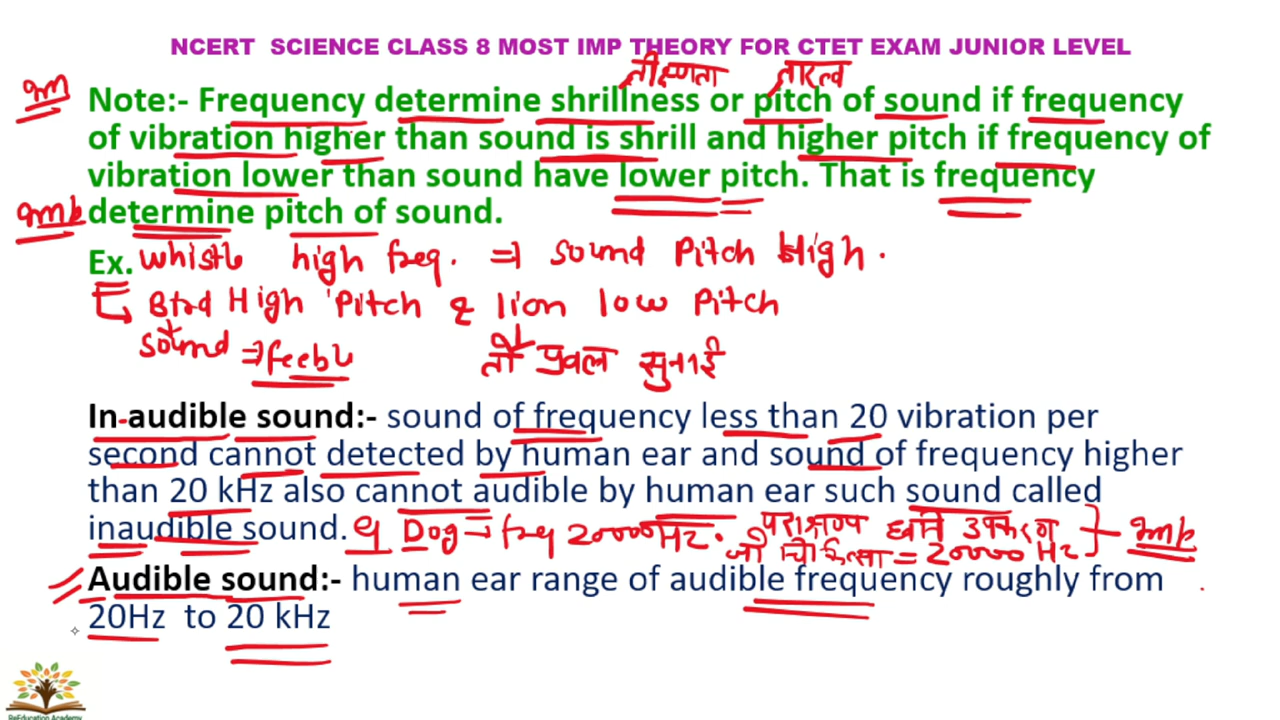 NCERT SCIENCE CLASS 8 MOST IMP THEORY FOR CTET EXAM JUNIOR LEVEL
तीक्ष्णता तारत्व
Note:- Frequency determine shrillness or pitch of sound if frequency
of vibration higher than sound is shrill and higher pitch if frequency of
vibration lower than sound have lower pitch. That is frequency
Imp determine pitch of sound.
Ex. whistle high freq. ⇒ sound Pitch High.
Bird High Pitch & lion low Pitch
sound ⇒ feeble तो प्रबल सुनाई
In-audible sound:- sound of frequency less than 20 vibration per
second cannot detected by human ear and sound of frequency higher
than 20 kHz also cannot audible by human ear such sound called
inaudible sound. eg Dog = freq 20000Hz. पराश्रव्य ध्वनि उपकरण
जो चिकित्सा = 20000 Hz Imp
Audible sound:- human ear range of audible frequency roughly from
20Hz to 20 kHz
BeEducation Academy